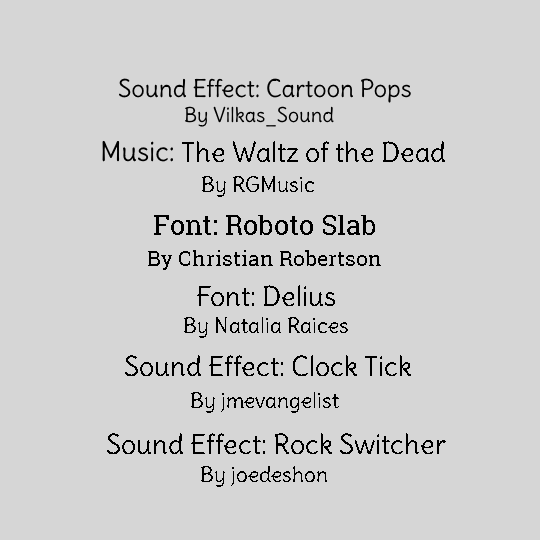 Sound Effect: Cartoon Pops
By Vilkas_Sound
Music: The Waltz of the Dead
By RGMusic
Font: Roboto Slab
By Christian Robertson
Font: Delius
By Natalia Raices
Sound Effect: Clock Tick
By jmevangelist
Sound Effect: Rock Switcher
By joedeshon